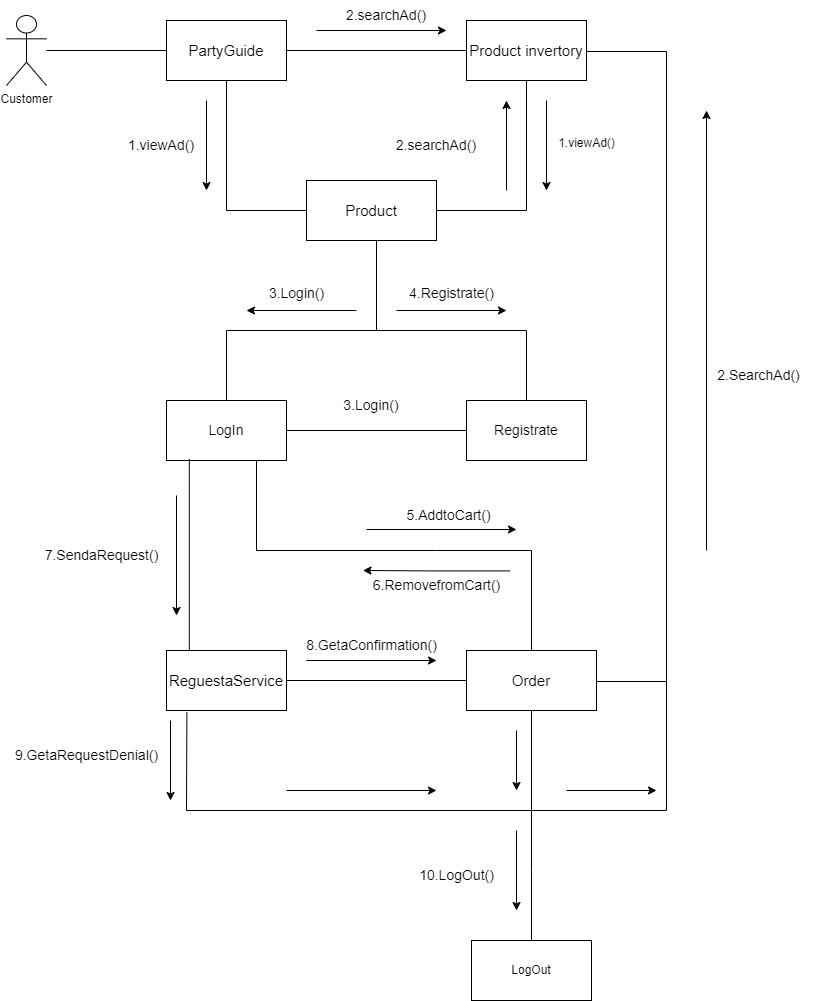 2.searchAd()
PartyGuide
Product invertory
Customer
1.viewAd()
2.searchAd()
1.viewAd()
Product
3.Login()
4.Registrate()
2.SearchAd()
LogIn
3.Login()
Registrate
5.AddtoCart()
7.SendaRequest()
6.RemovefromCart()
8.GetaConfirmation()
ReguestaService
Order
9.GetaRequestDenial()
10.LogOut()
LogOut